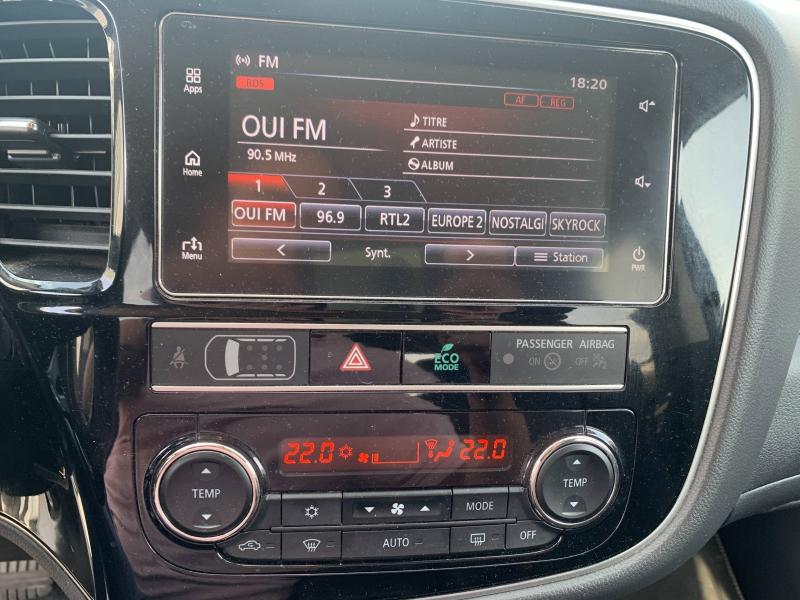 FM
RDS
18:20
AF REG
Apps
OUI FM
90.5 MHz
TITRE
ARTISTE
ALBUM
Home
1 2 3
OUI FM 96.9 RTL2 EUROPE 2 NOSTALGI SKYROCK
Menu
< Synt. > Station
PWR
ECO
MODE
PASSENGER AIRBAG
ON OFF
22.0 22.0
TEMP
TEMP
MODE
AUTO
OFF